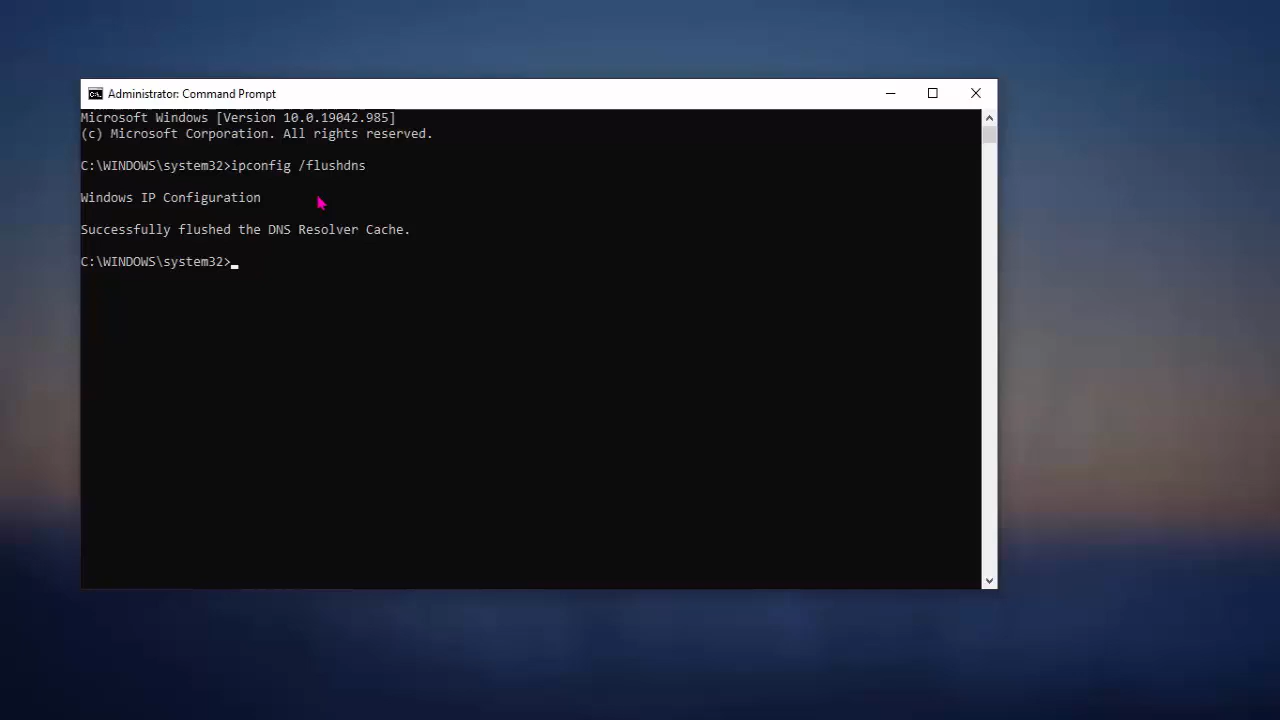 Administrator: Command Prompt
Microsoft Windows [Version 10.0.19042.985]
(c) Microsoft Corporation. All rights reserved.
C:\WINDOWS\system32>ipconfig /flushdns
Windows IP Configuration
Successfully flushed the DNS Resolver Cache.
C:\WINDOWS\system32>